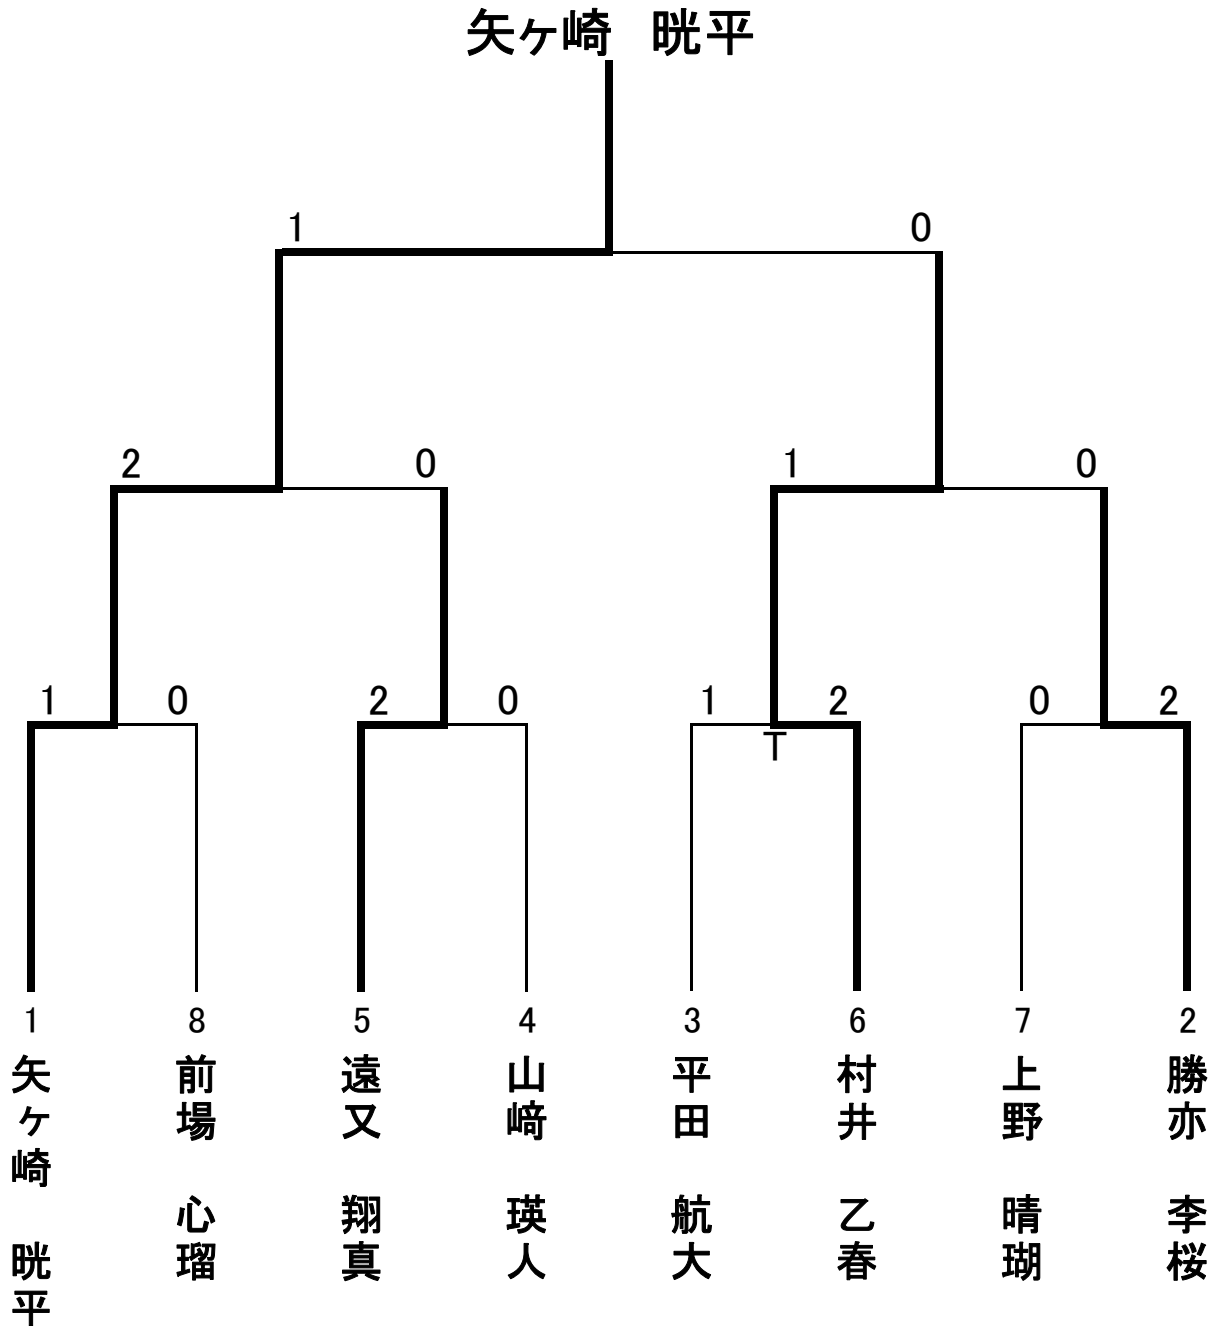 矢ヶ崎　晄平
1 0
2 0 1 0
1 0 2 0 1 2 0 2
T
1 8 5 4 3 6 7 2
矢ヶ崎　晄平
前場　心瑠
遠又　翔真
山﨑　瑛人
平田　航大
村井　乙春
上野　晴瑚
勝亦　李桜